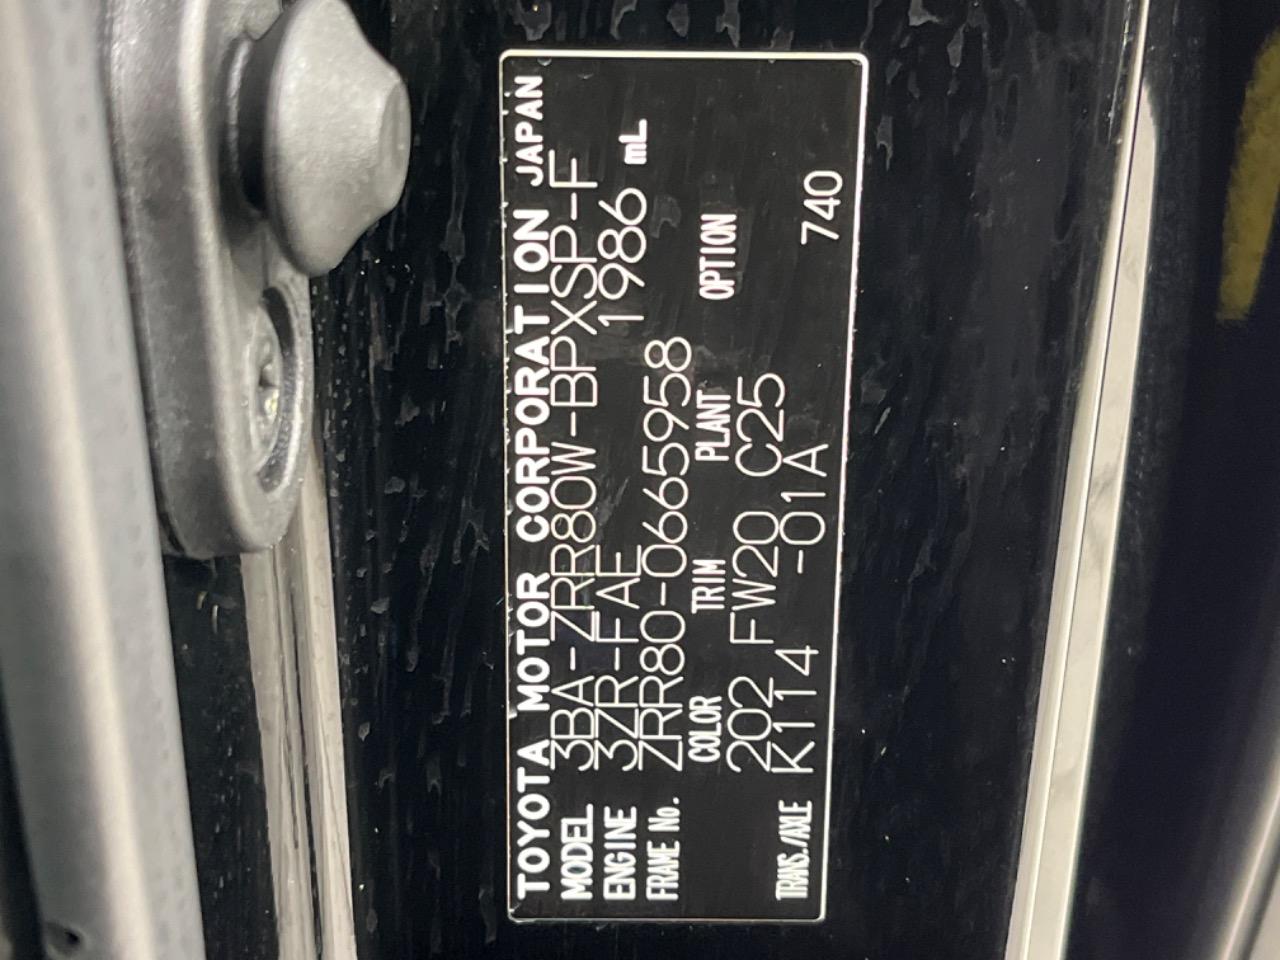 TOYOTA MOTOR CORPORATION JAPAN
MODEL 3BA-ZRR80W-BPXSP-F
ENGINE 3ZR-FAE 1986 mL
FRAME No. ZRR80-0665958
COLOR TRIM PLANT OPTION
202 FW20 C25
TRANS./AXLE K114 -01A 740